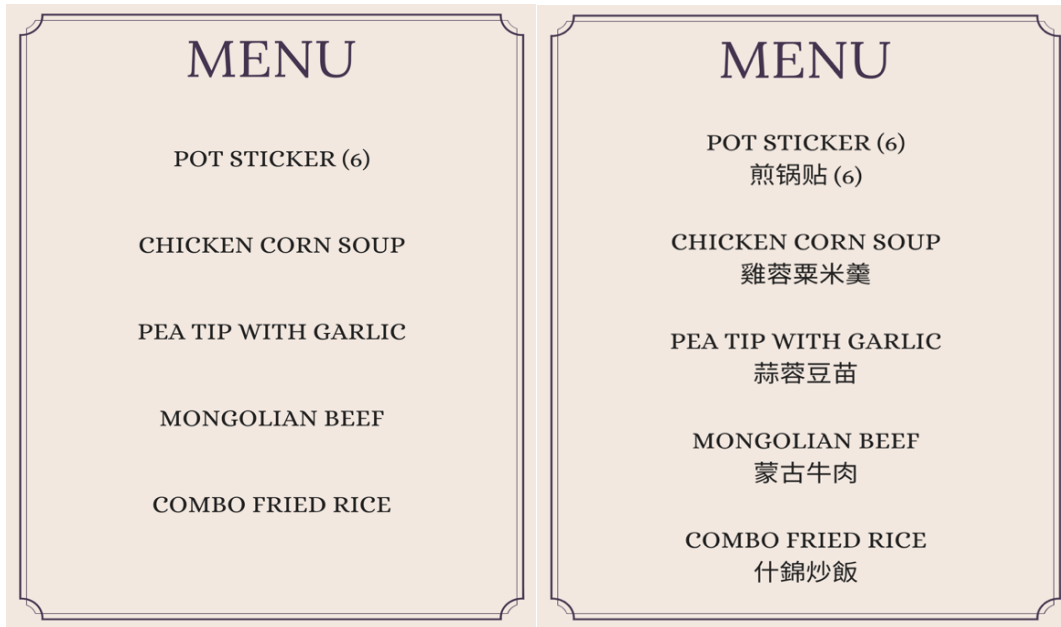 MENU
POT STICKER (6)
CHICKEN CORN SOUP
PEA TIP WITH GARLIC
MONGOLIAN BEEF
COMBO FRIED RICE
MENU
POT STICKER (6)
煎锅贴 (6)
CHICKEN CORN SOUP
雞蓉粟米羹
PEA TIP WITH GARLIC
蒜蓉豆苗
MONGOLIAN BEEF
蒙古牛肉
COMBO FRIED RICE
什錦炒飯